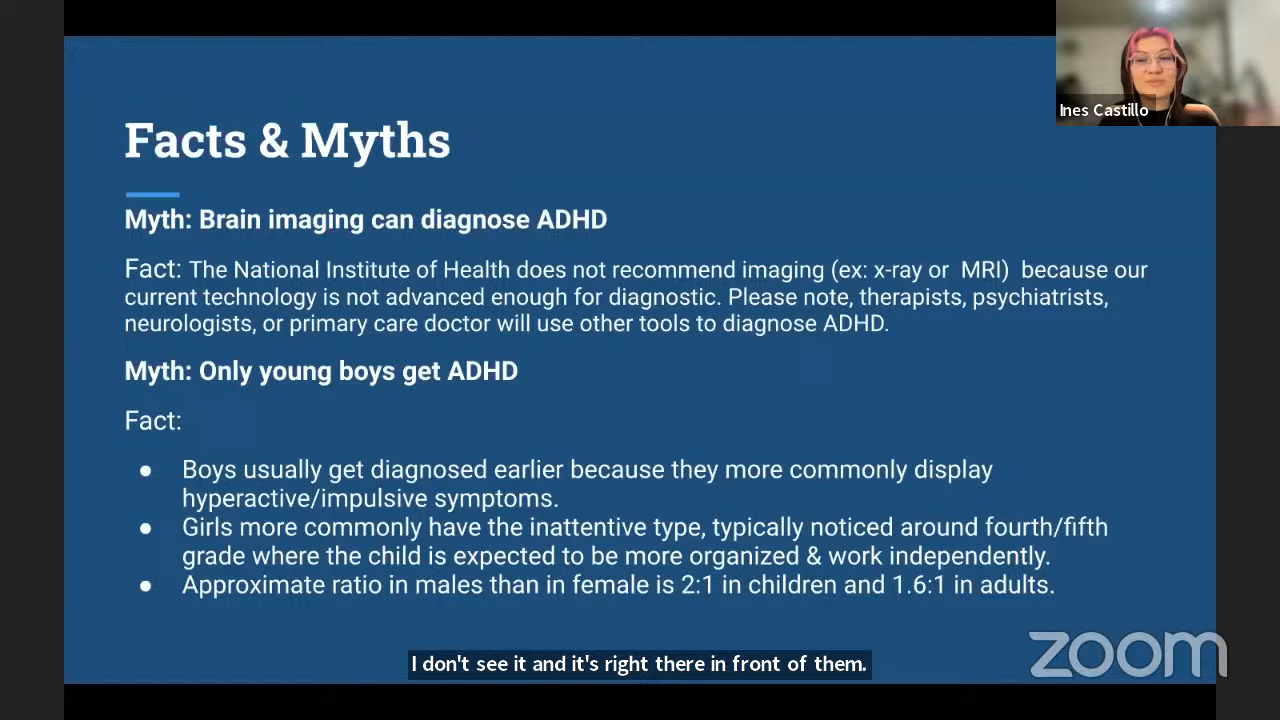 Ines Castillo
Facts & Myths
Myth: Brain imaging can diagnose ADHD
Fact: The National Institute of Health does not recommend imaging (ex: x-ray or MRI) because our
current technology is not advanced enough for diagnostic. Please note, therapists, psychiatrists,
neurologists, or primary care doctor will use other tools to diagnose ADHD.
Myth: Only young boys get ADHD
Fact:
● Boys usually get diagnosed earlier because they more commonly display
hyperactive/impulsive symptoms.
● Girls more commonly have the inattentive type, typically noticed around fourth/fifth
grade where the child is expected to be more organized & work independently.
● Approximate ratio in males than in female is 2:1 in children and 1.6:1 in adults.
I don't see it and it's right there in front of them.
zoom